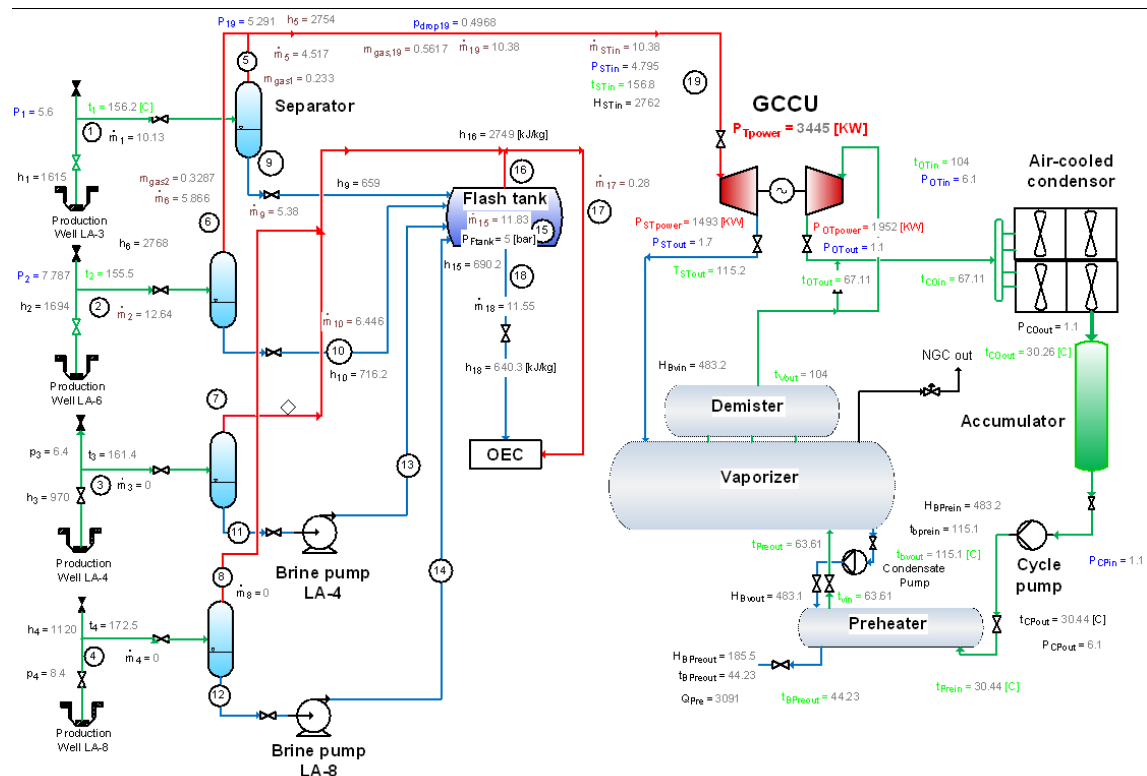 P19 = 5.291
h5 = 2754
pdrop19 = 0.4968
ṁ5 = 4.517
mgas,19 = 0.5617
ṁ19 = 10.38
ṁSTin = 10.38
PSTin = 4.795
tSTin = 156.8
HSTin = 2762
5
19
mgas1 = 0.233
Separator
GCCU
PTpower = 3445 [KW]
P1 = 5.6
t1 = 156.2 [C]
1
ṁ1 = 10.13
h1 = 1615
Production
Well LA-3
9
h16 = 2749 [kJ/kg]
16
tOTin = 104
POTin = 6.1
Air-cooled
condensor
mgas2 = 0.3287
ṁ6 = 5.866
6
ṁ9 = 5.38
h9 = 659
Flash tank
ṁ15 = 11.83
15
PFtank = 5 [bar]
ṁ17 = 0.28
17
h15 = 690.2
18
ṁ18 = 11.55
h18 = 640.3 [kJ/kg]
PSTpower = 1493 [KW]
PSTout = 1.7
TSTout = 115.2
POTpower = 1952 [KW]
POTout = 1.1
tOTout = 67.11
tCOin = 67.11
h6 = 2768
P2 = 7.787
t2 = 155.5
2
ṁ2 = 12.64
h2 = 1694
Production
Well LA-6
ṁ10 = 6.446
10
h10 = 716.2
PCOout = 1.1
tCOout = 30.26 [C]
HBvin = 483.2
tVout = 104
NGC out
Demister
Accumulator
7
p3 = 6.4
t3 = 161.4
3
ṁ3 = 0
h3 = 970
Production
Well LA-4
OEC
13
Vaporizer
11
Brine pump
LA-4
HBPrein = 483.2
tbprein = 115.1
tPreout = 63.61
tbvout = 115.1 [C]
Condensate
Pump
Cycle
pump
PCPin = 1.1
14
8
ṁ8 = 0
HBvout = 483.1
tvin = 63.61
Preheater
tCPout = 30.44 [C]
PCPout = 6.1
h4 = 1120
t4 = 172.5
4
ṁ4 = 0
p4 = 8.4
Production
Well LA-8
12
Brine pump
LA-8
HBPreout = 185.5
tBPreout = 44.23
QPre = 3091
tBPreout = 44.23
tPrein = 30.44 [C]